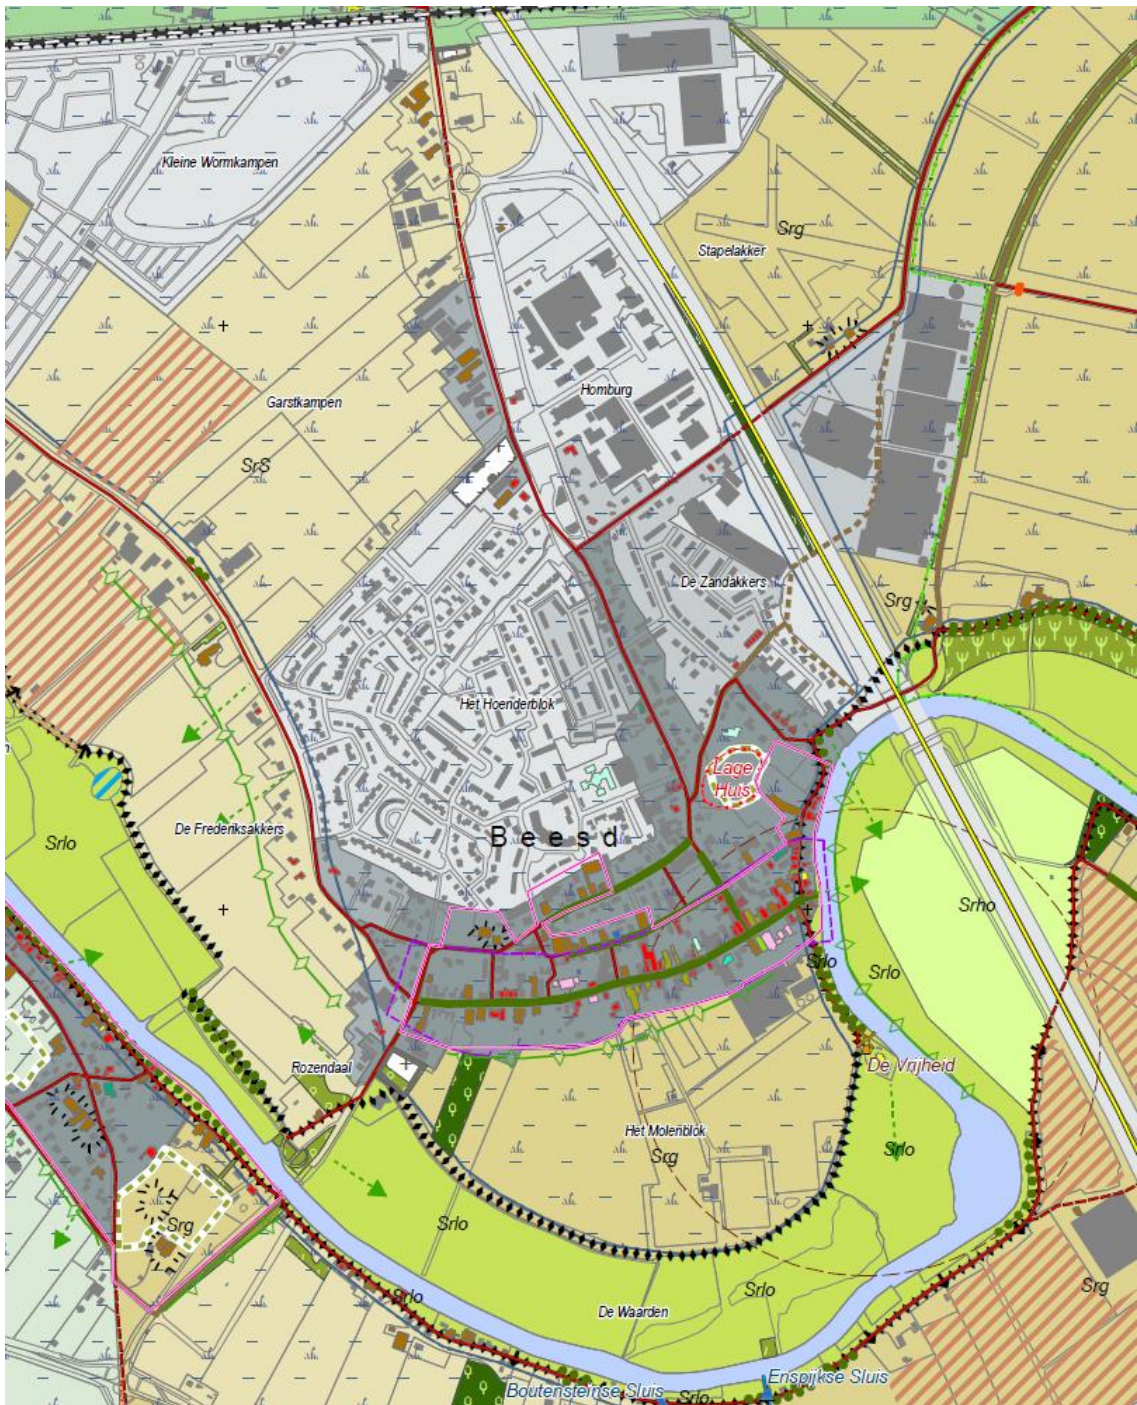 Kleine Wormkampen
Srg
Stapelakker
Homburg
Garstkampen
SrS
De Zandakkers
Srg
Het Hoenderblok
Lage
Huis
De Frederiksakkers
Beesd
Srlo
Srho
Srlo
Srlo
De Vrijheid
Rozendaal
Het Molenblok
Srg
Srlo
Srg
Srlo
Srlo
De Waarden
Srlo
Srg
Enspijkse Sluis
Boutensteinse Sluis
Srlo